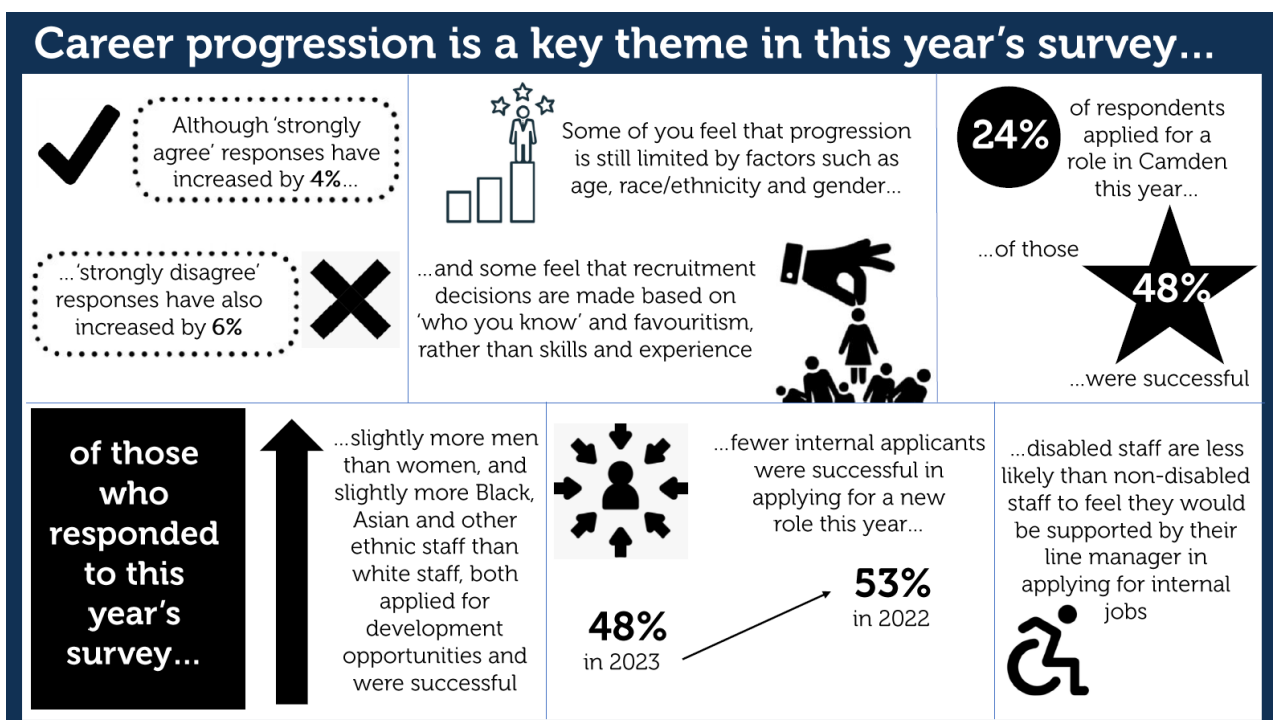 Career progression is a key theme in this year's survey...
Although 'strongly
agree' responses have
increased by 4%...
...'strongly disagree'
responses have also
increased by 6%
Some of you feel that progression
is still limited by factors such as
age, race/ethnicity and gender...
...and some feel that recruitment
decisions are made based on
'who you know' and favouritism,
rather than skills and experience
24%
of respondents
applied for a
role in Camden
this year...
...of those
48%
...were successful
of those
who
responded
to this
year's
survey...
...slightly more men
than women, and
slightly more Black,
Asian and other
ethnic staff than
white staff, both
applied for
development
opportunities and
were successful
...fewer internal applicants
were successful in
applying for a new
role this year...
48%
in 2023
53%
in 2022
...disabled staff are less
likely than non-disabled
staff to feel they would
be supported by their
line manager in
applying for internal
jobs